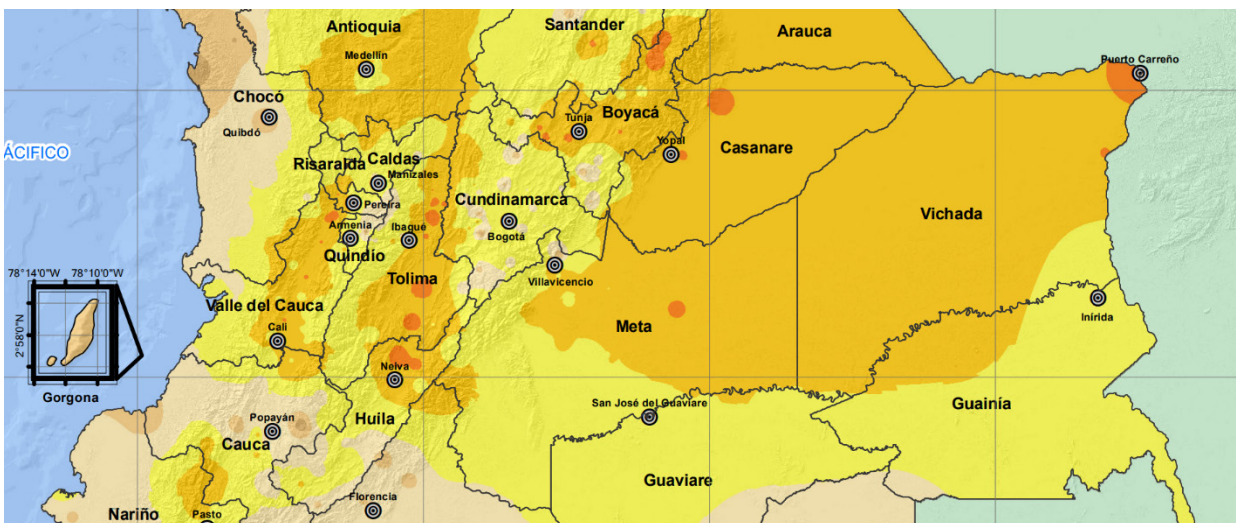 Antioquia
Santander
Arauca
Medellín
Puerto Carreño
Chocó
Boyacá
Quibdó
Tunja
ÁCIFICO
Yopal
Casanare
Risaralda
Caldas
Manizales
Cundinamarca
Pereira
Vichada
Armenia
Ibagué
Bogotá
Quindio
78°14'0"W
78°10'0"W
Tolima
Villavicencio
Valle del Cauca
Inírida
2°58'0"N
Cali
Meta
Neiva
Gorgona
San José del Guaviare
Guainía
Popayán
Huila
Cauca
Guaviare
Florencia
Nariño
Pasto